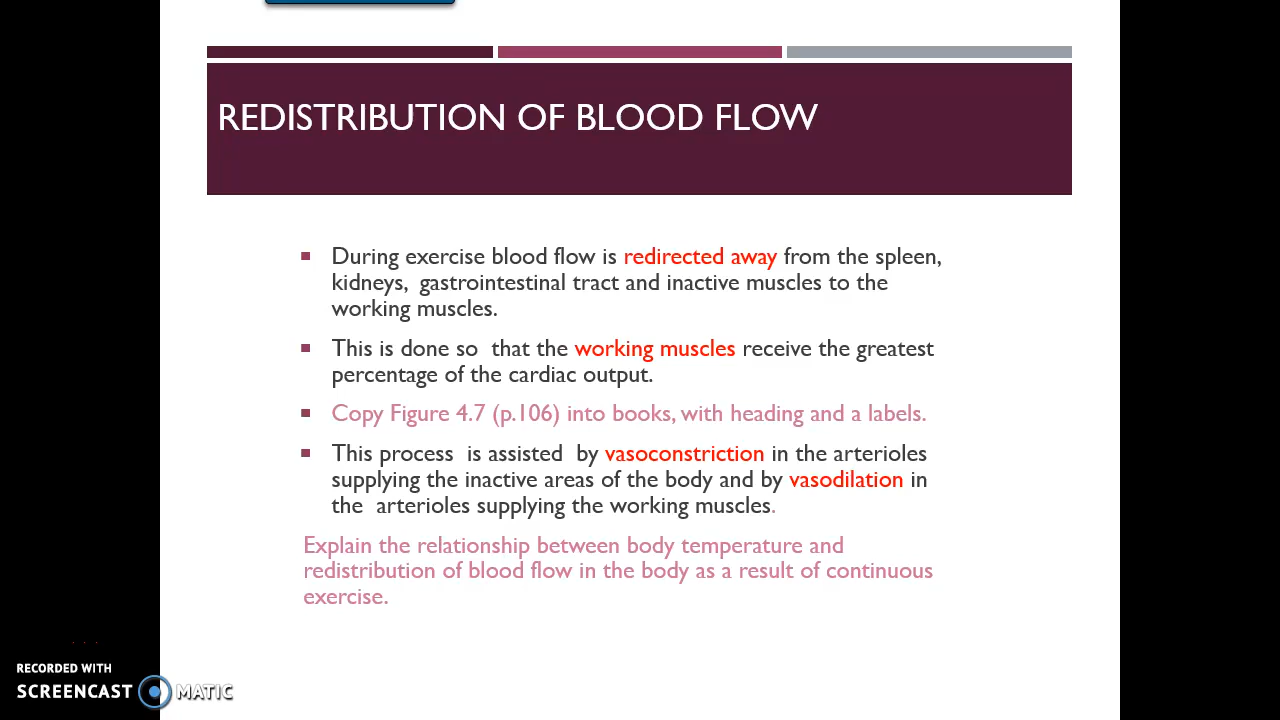 REDISTRIBUTION OF BLOOD FLOW
During exercise blood flow is redirected away from the spleen,
kidneys, gastrointestinal tract and inactive muscles to the
working muscles.
This is done so that the working muscles receive the greatest
percentage of the cardiac output.
Copy Figure 4.7 (p.106) into books, with heading and a labels.
This process is assisted by vasoconstriction in the arterioles
supplying the inactive areas of the body and by vasodilation in
the arterioles supplying the working muscles.
Explain the relationship between body temperature and
redistribution of blood flow in the body as a result of continuous
exercise.
RECORDED WITH
SCREENCAST MATIC